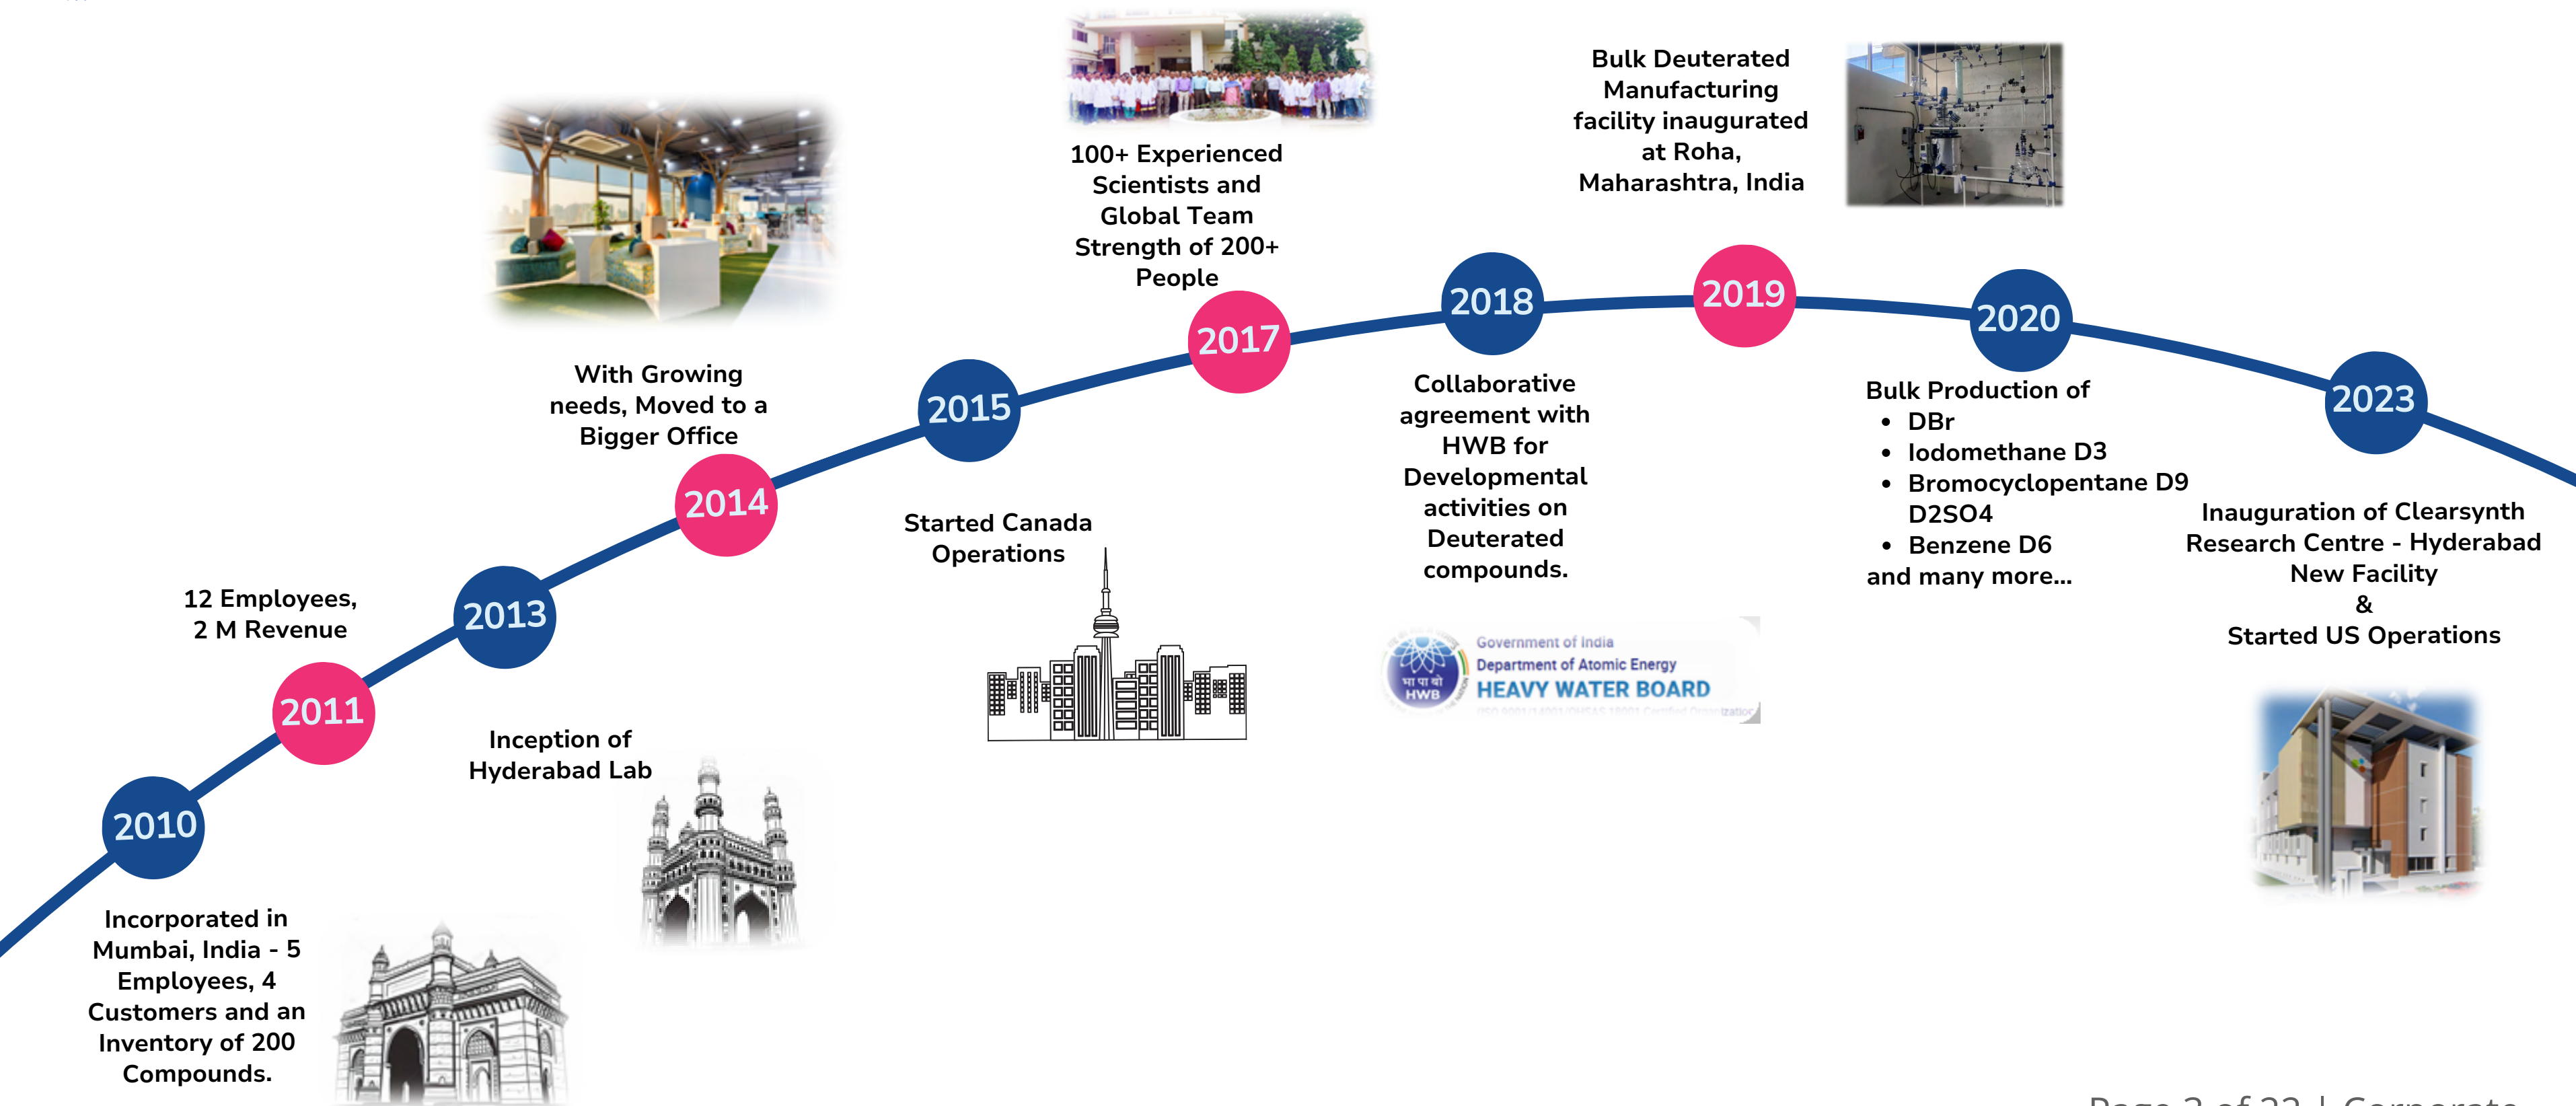 2010
Incorporated in
Mumbai, India - 5
Employees, 4
Customers and an
Inventory of 200
Compounds.
12 Employees,
2 M Revenue
2011
2013
Inception of
Hyderabad Lab
With Growing
needs, Moved to a
Bigger Office
2014
2015
Started Canada
Operations
100+ Experienced
Scientists and
Global Team
Strength of 200+
People
2017
2018
Collaborative
agreement with
HWB for
Developmental
activities on
Deuterated
compounds.
Government of India
Department of Atomic Energy
HEAVY WATER BOARD
भा पा बो
HWB
Bulk Deuterated
Manufacturing
facility inaugurated
at Roha,
Maharashtra, India
2019
2020
Bulk Production of
• DBr
• Iodomethane D3
• Bromocyclopentane D9
D2SO4
• Benzene D6
and many more...
2023
Inauguration of Clearsynth
Research Centre - Hyderabad
New Facility
&
Started US Operations
Corporate